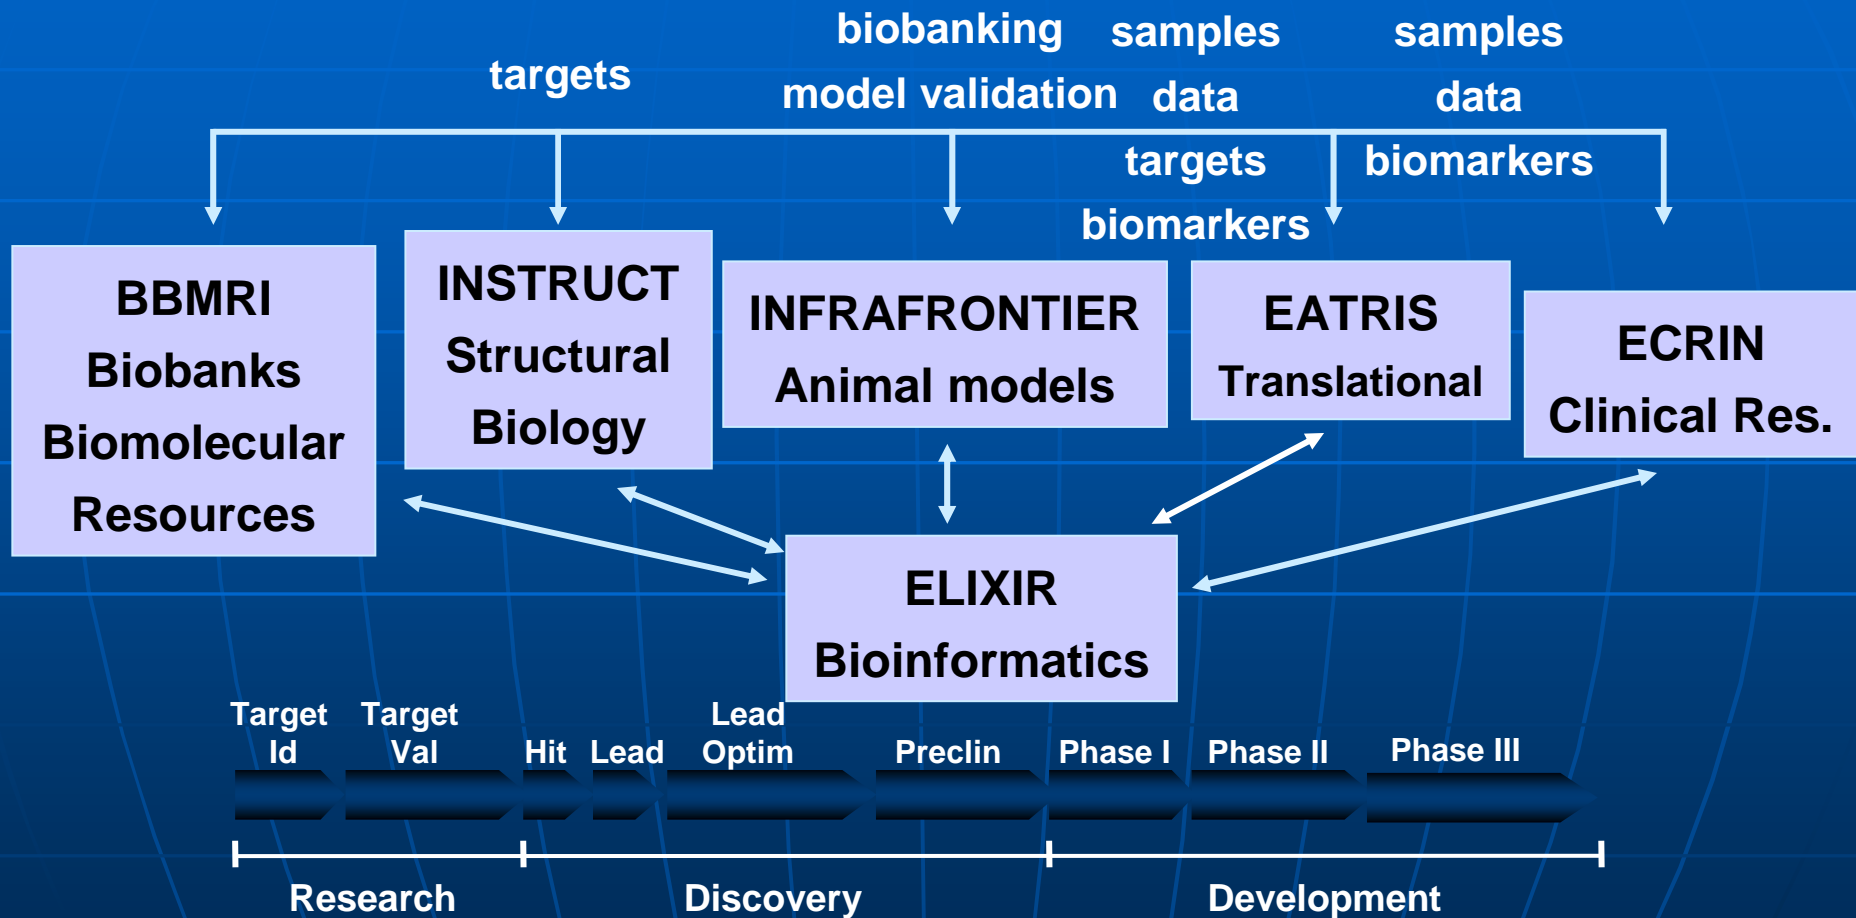 targets
biobanking
model validation
samples
data
targets
biomarkers
samples
data
biomarkers
BBMRI
Biobanks
Biomolecular
Resources
INSTRUCT
Structural
Biology
INFRAFRONTIER
Animal models
EATRIS
Translational
ECRIN
Clinical Res.
ELIXIR
Bioinformatics
Target
Id
Target
Val
Hit
Lead
Lead
Optim
Preclin
Phase I
Phase II
Phase III
Research
Discovery
Development